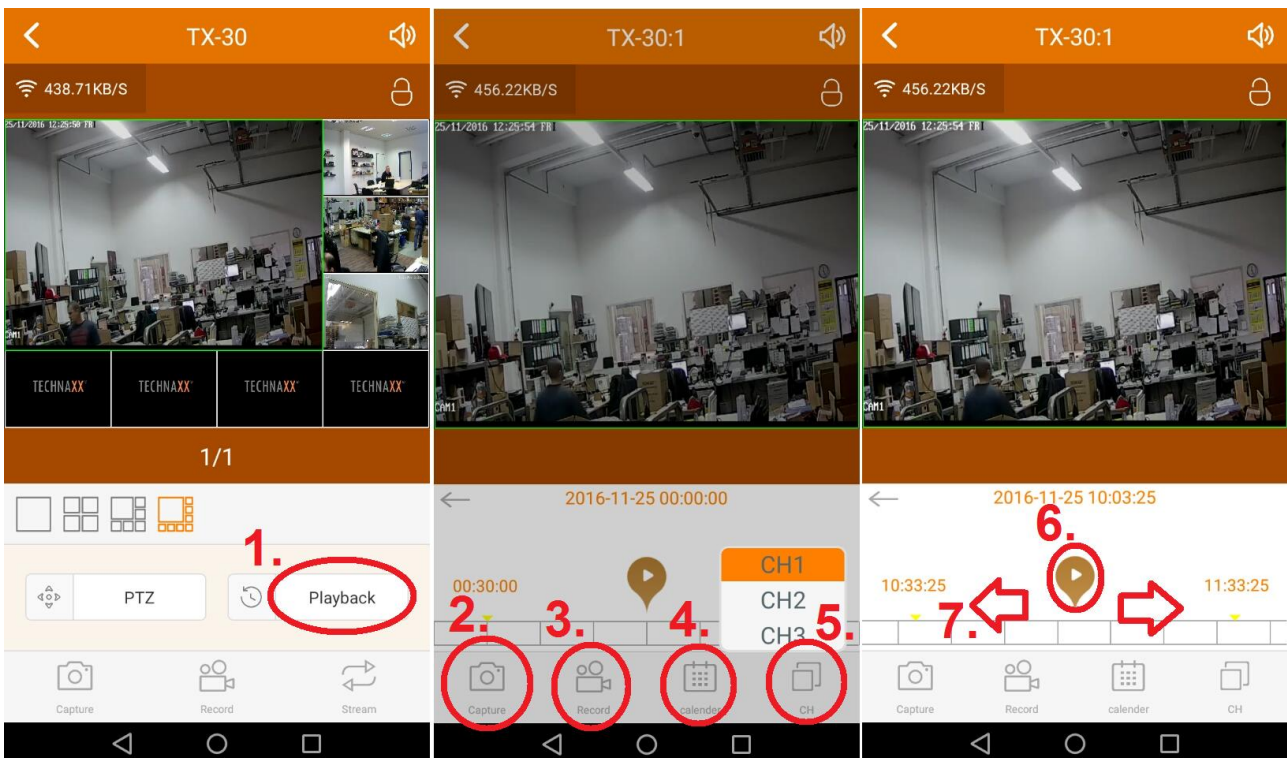 TX-30
438.71KB/S
25/11/2016 12:25:50 FRI
CAM1
TECHNAXX TECHNAXX TECHNAXX TECHNAXX
1/1
1.
PTZ
Playback
Capture
Record
Stream
TX-30:1
456.22KB/S
25/11/2016 12:25:54 FRI
CAM1
2016-11-25 00:00:00
00:30:00
CH1
CH2
CH3
2.
3.
4.
5.
Capture
Record
calender
CH
TX-30:1
456.22KB/S
25/11/2016 12:25:54 FRI
CAM1
2016-11-25 10:03:25
6.
10:33:25
11:33:25
7.
Capture
Record
calender
CH